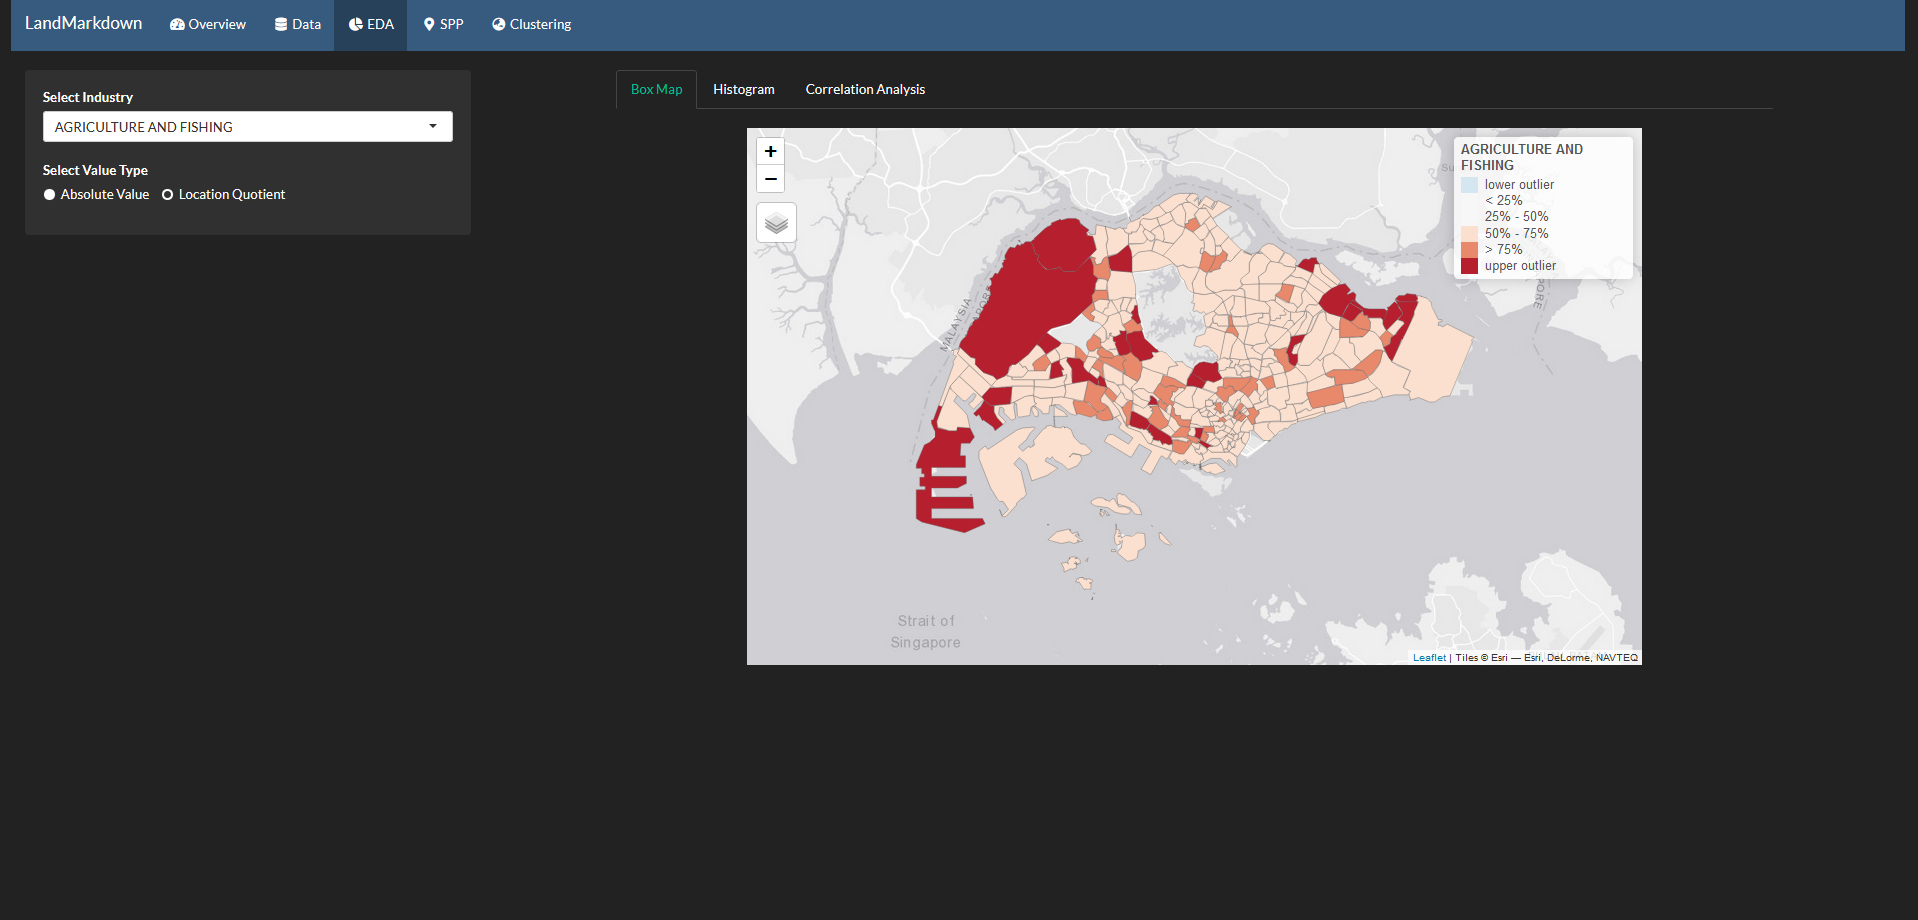 LandMarkdown Overview Data EDA SPP Clustering
Select Industry
AGRICULTURE AND FISHING
Select Value Type
Absolute Value Location Quotient
Box Map Histogram Correlation Analysis
+
−
AGRICULTURE AND
FISHING
lower outlier
< 25%
25% - 50%
50% - 75%
> 75%
upper outlier
MALAYSIA
Strait of
Singapore
Leaflet | Tiles © Esri — Esri, DeLorme, NAVTEQ